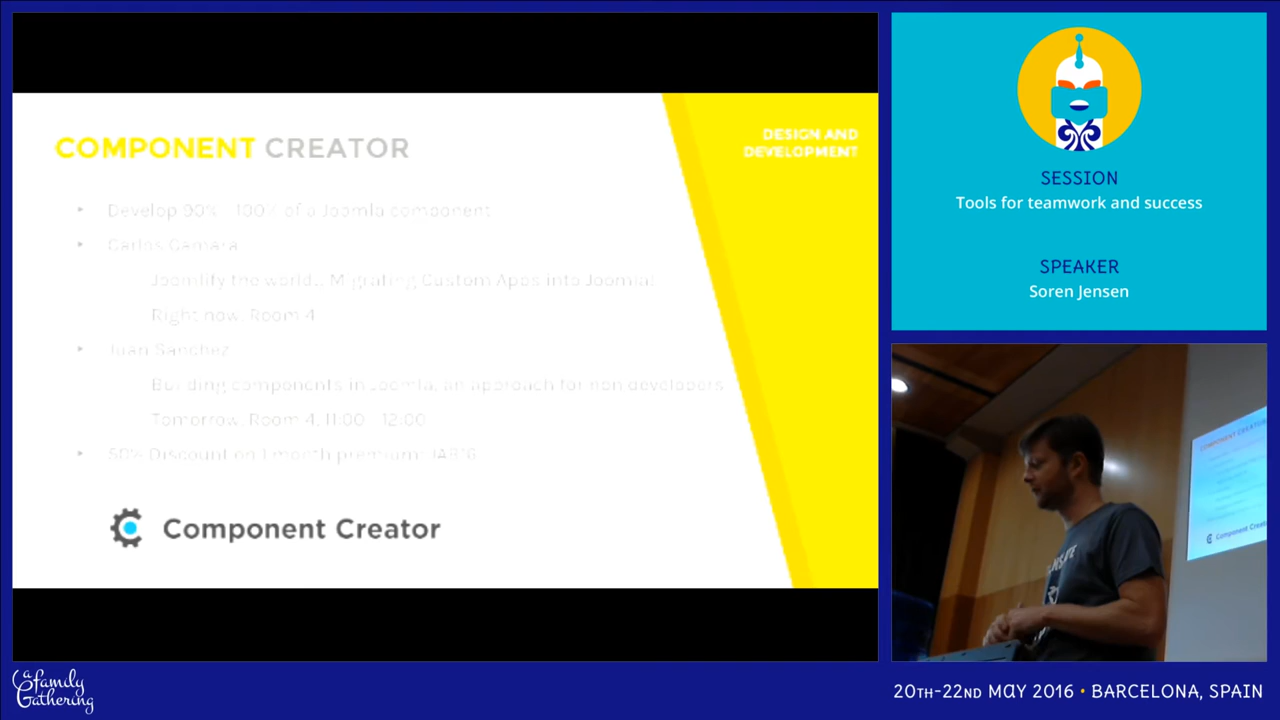 COMPONENT CREATOR
DESIGN AND
DEVELOPMENT
Develop 90% - 100% of a Joomla component
Carlos Camara
Joomlify the world... Migrating Custom Apps into Joomla!
Right now, Room 4
Juan Sanchez
Building components in Joomla, an approach for non developers
Tomorrow, Room 4, 11:00 - 12:00
50% Discount on 1 month premium: JAB16
Component Creator
SESSION
Tools for teamwork and success
SPEAKER
Soren Jensen
COMPONENT CREATOR
a family
Gathering
20TH-22ND MAY 2016 • BARCELONA, SPAIN